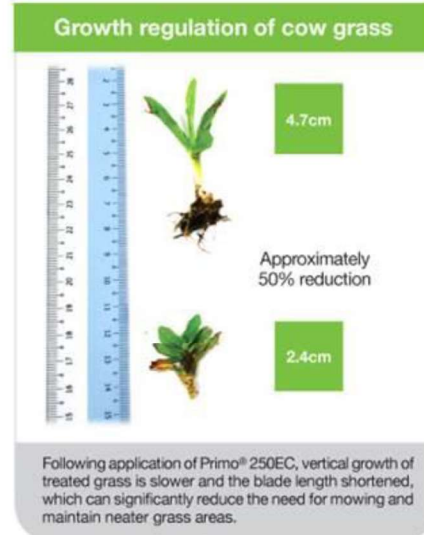 Growth regulation of cow grass
4.7cm
Approximately
50% reduction
2.4cm
Following application of Primo® 250EC, vertical growth of
treated grass is slower and the blade length shortened,
which can significantly reduce the need for mowing and
maintain neater grass areas.